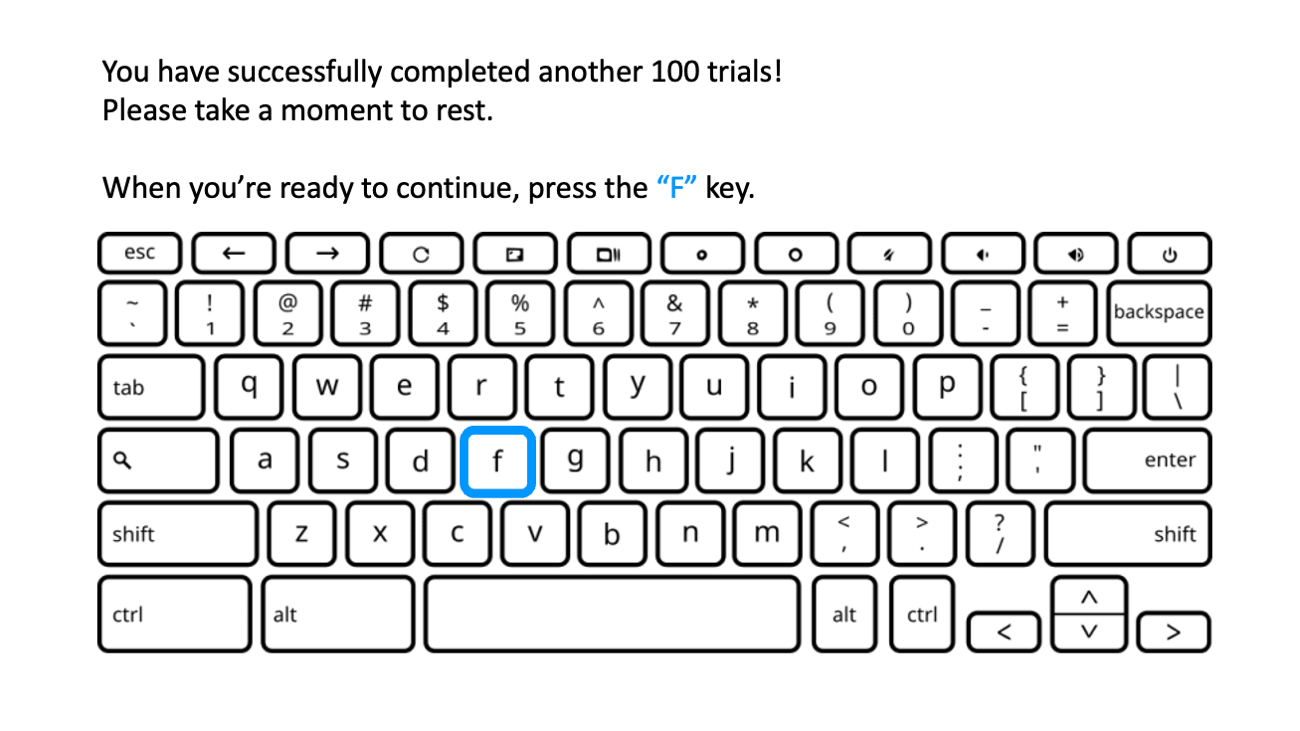 You have successfully completed another 100 trials!
Please take a moment to rest.
When you’re ready to continue, press the “F” key.
esc ← →
~ ! @ # $ % ^ & * ( ) _ + backspace
` 1 2 3 4 5 6 7 8 9 0 - =
tab q w e r t y u i o p { } |
[ ] \
a s d f g h j k l : " enter
; '
shift z x c v b n m < > ? shift
, . /
ctrl alt alt ctrl < ^ v >